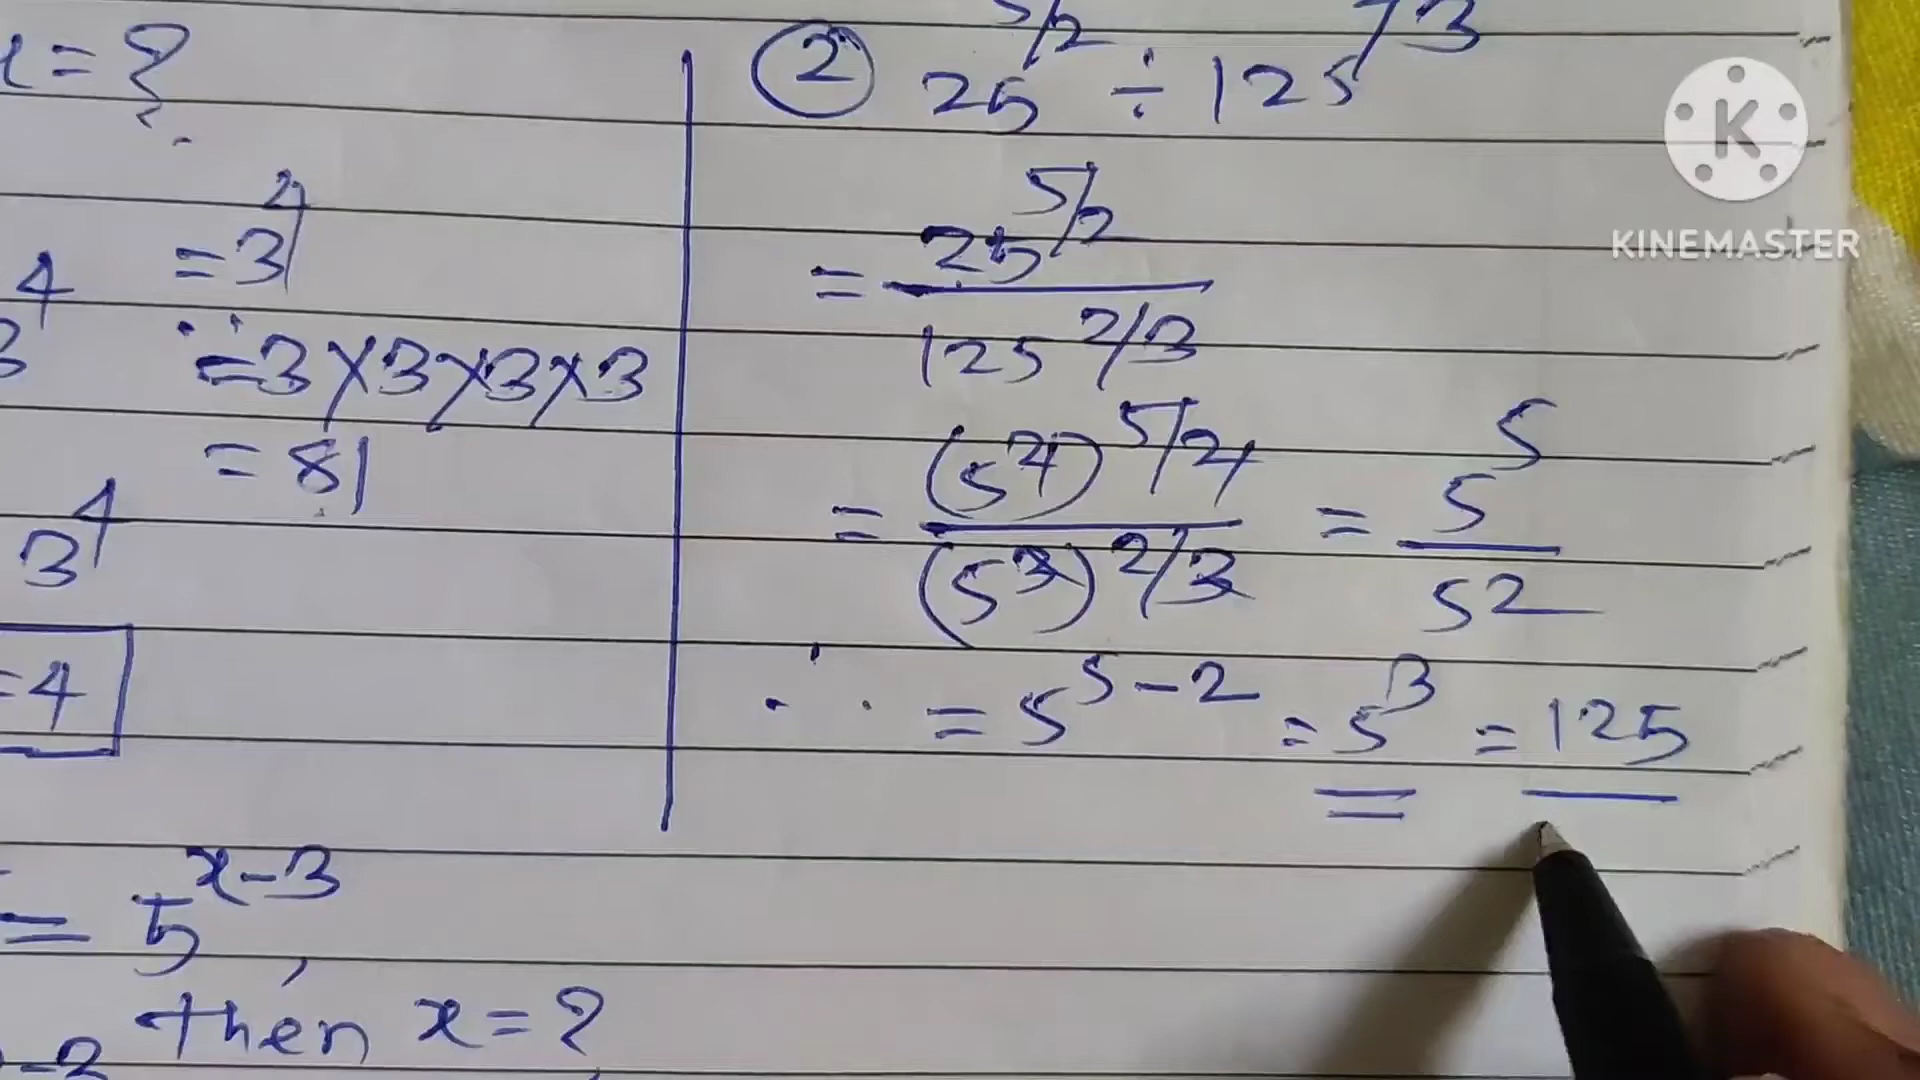 x = ?
= 3^4
3^4
= 3 × 3 × 3 × 3
= 81
3^4
= 4
= 5^{x-3},
then x = ?
② 25^{5/2} ÷ 125
= 25^{5/2} / 125^{2/3}
= (5^2)^{5/2} / (5^3)^{2/3} = 5^5 / 5^2
∴ = 5^{5-2} = 5^3 = 125
K
KINEMASTER